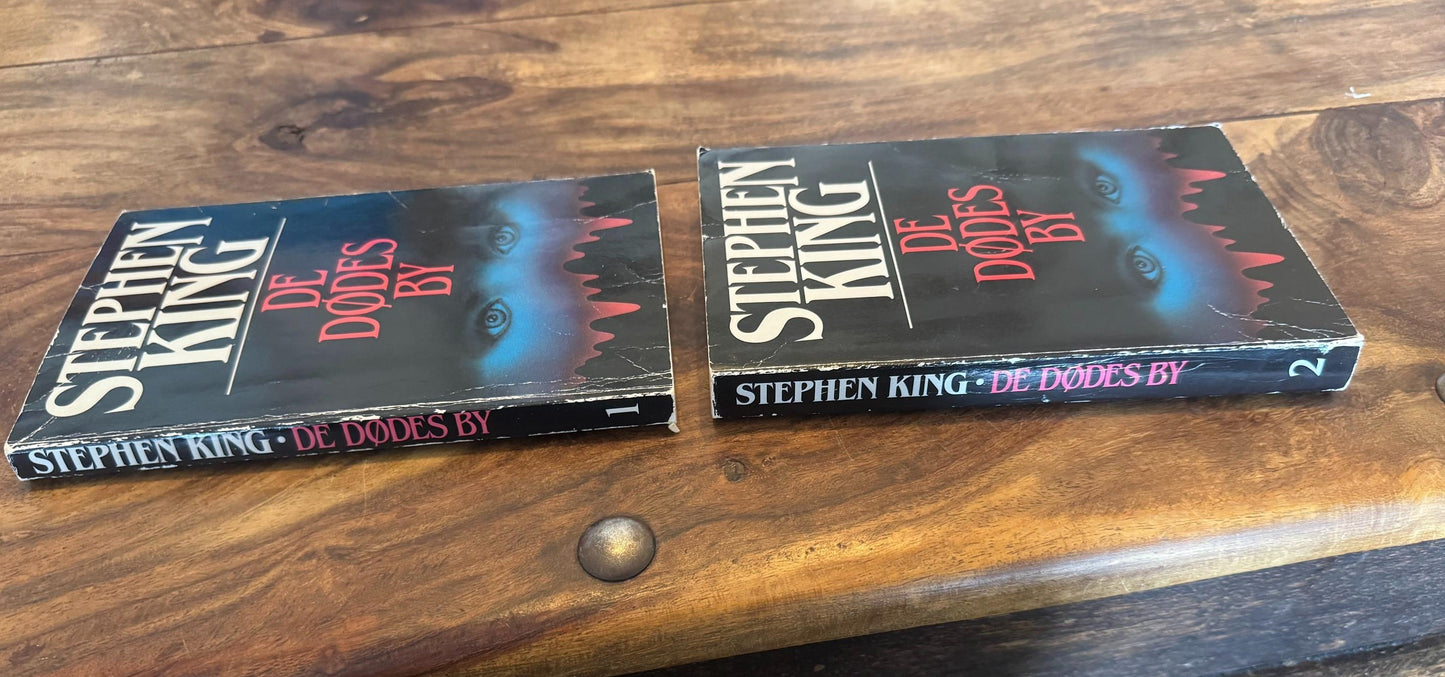 STEPHEN
KING
DE
DØDES
BY
STEPHEN KING · DE DØDES BY 1
STEPHEN
KING
DE
DØDES
BY
STEPHEN KING · DE DØDES BY 2